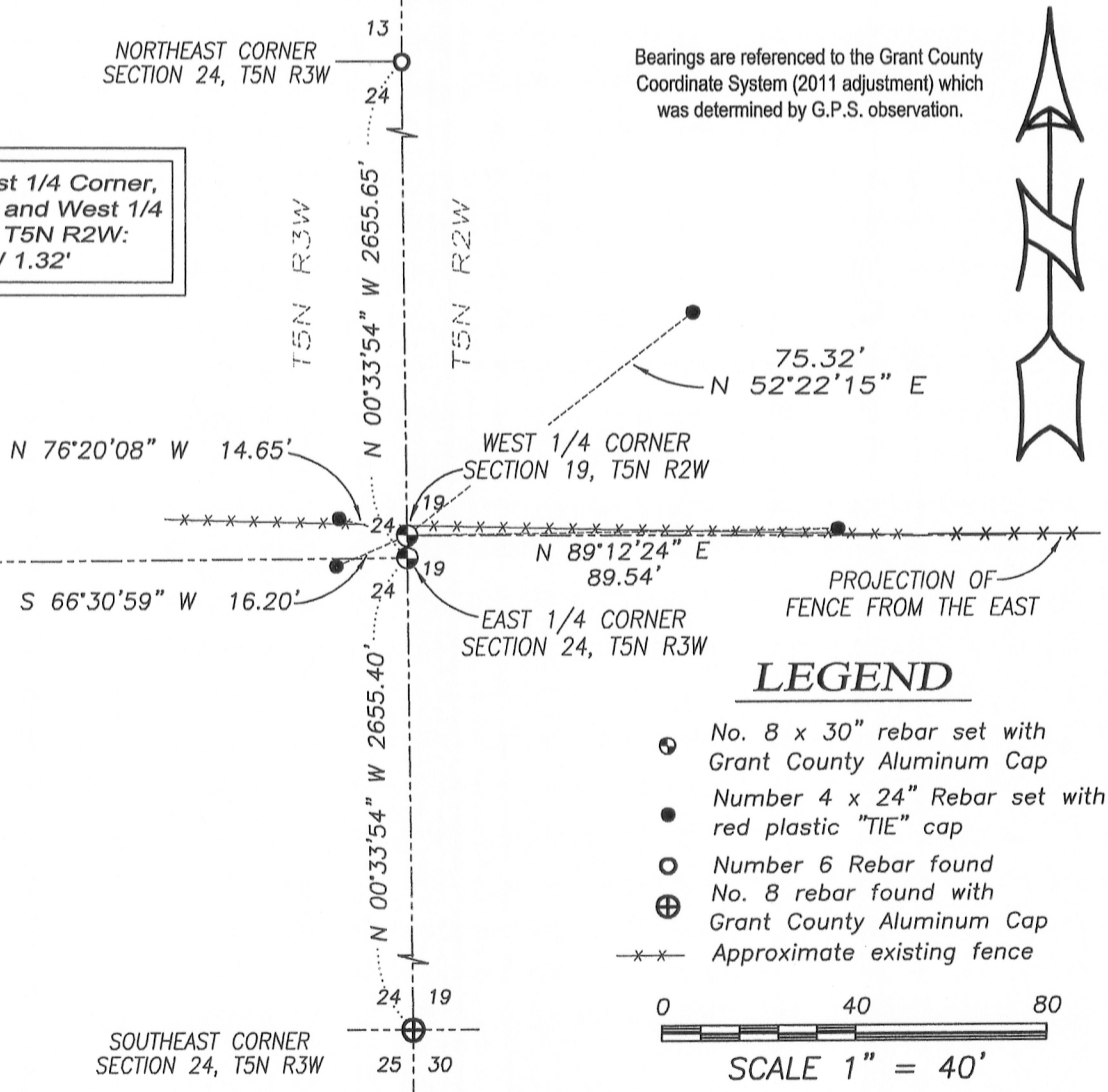 13
NORTHEAST CORNER
SECTION 24, T5N R3W
24
Bearings are referenced to the Grant County
Coordinate System (2011 adjustment) which
was determined by G.P.S. observation.
1/4 Corner,
and West 1/4
T5N R2W:
1.32'
T5N R3W
N 00°33'54" W 2655.65'
T5N R2W
75.32'
N 52°22'15" E
N 76°20'08" W 14.65'
WEST 1/4 CORNER
SECTION 19, T5N R2W
19
24
N 89°12'24" E
89.54'
19
24
S 66°30'59" W 16.20'
PROJECTION OF
FENCE FROM THE EAST
EAST 1/4 CORNER
SECTION 24, T5N R3W
N 00°33'54" W 2655.40'
LEGEND
No. 8 x 30" rebar set with
Grant County Aluminum Cap
Number 4 x 24" Rebar set with
red plastic "TIE" cap
Number 6 Rebar found
No. 8 rebar found with
Grant County Aluminum Cap
Approximate existing fence
24 19
SOUTHEAST CORNER
SECTION 24, T5N R3W
25 30
0 40 80
SCALE 1" = 40'
N